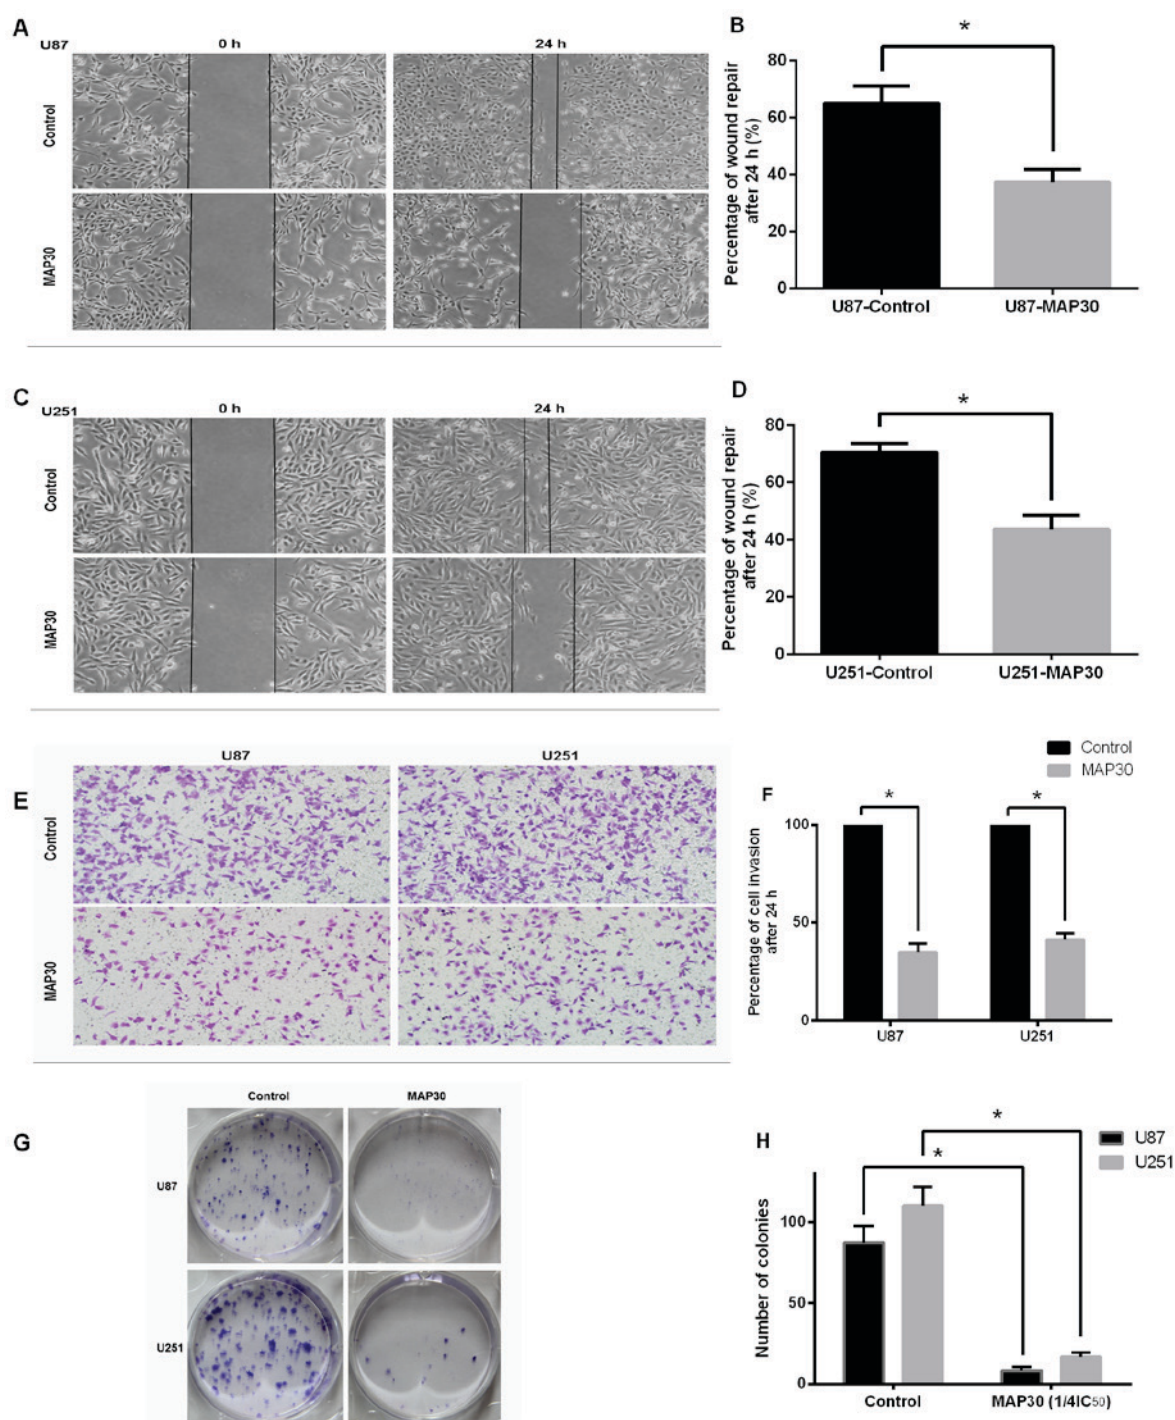 A
U87
0 h
24 h
Control
MAP30
B
Percentage of wound repair
after 24 h (%)
80
60
40
20
0
*
U87-Control
U87-MAP30
C
U251
0 h
24 h
Control
MAP30
D
Percentage of wound repair
after 24 h (%)
80
60
40
20
0
*
U251-Control
U251-MAP30
E
U87
U251
Control
MAP30
Control
MAP30
F
Percentage of cell invasion
after 24 h
100
50
0
*
*
U87
U251
G
Control
MAP30
U87
U251
H
U87
U251
Number of colonies
100
50
0
*
*
Control
MAP30 (1/4IC50)